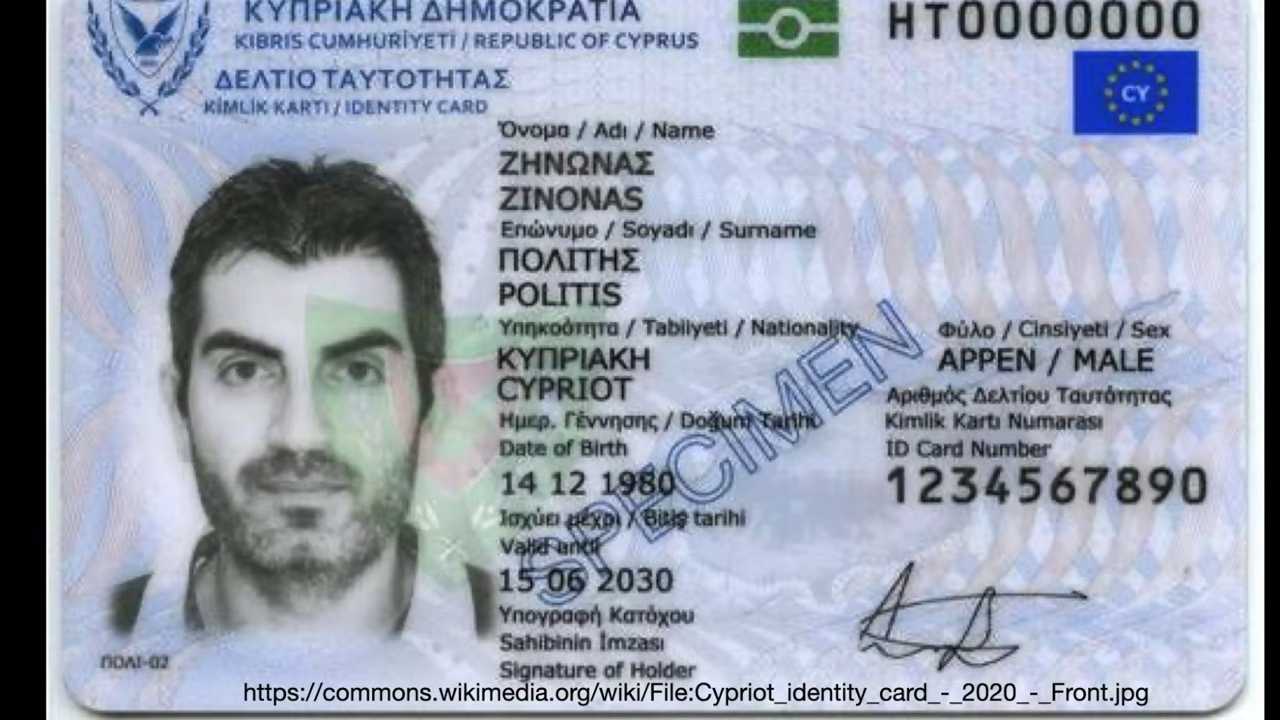 ΚΥΠΡΙΑΚΗ ΔΗΜΟΚΡΑΤΙΑ
KIBRIS CUMHURİYETİ / REPUBLIC OF CYPRUS
ΔΕΛΤΙΟ ΤΑΥΤΟΤΗΤΑΣ
KİMLİK KARTI / IDENTITY CARD
HT0000000
CY
Όνομα / Adı / Name
ΖΗΝΩΝΑΣ
ZINONAS
Επώνυμο / Soyadı / Surname
ΠΟΛΙΤΗΣ
POLITIS
Υπηκοότητα / Tabiiyeti / Nationality
ΚΥΠΡΙΑΚΗ
CYPRIOT
Φύλο / Cinsiyeti / Sex
ΑΡΡΕΝ / MALE
Ημερ. Γέννησης / Doğum Tarihi
Date of Birth
14 12 1980
Αριθμός Δελτίου Ταυτότητας
Kimlik Kartı Numarası
ID Card Number
1234567890
Ισχύει μέχρι / Bitiş tarihi
Valid until
15 06 2030
Υπογραφή Κατόχου
Sahibinin İmzası
Signature of Holder
SPECIMEN
ΠΟΛΙ-02
https://commons.wikimedia.org/wiki/File:Cypriot_identity_card_-_2020_-_Front.jpg